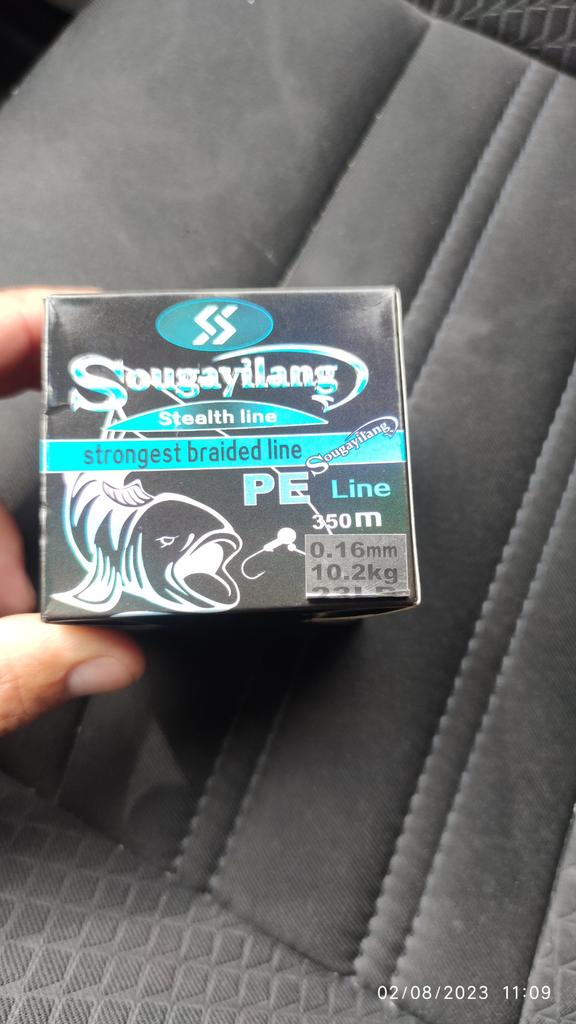 Sougayilang
Stealth line
strongest braided line
Sougayilang
PE Line
350m
0.16mm
10.2kg
02/08/2023 11:09